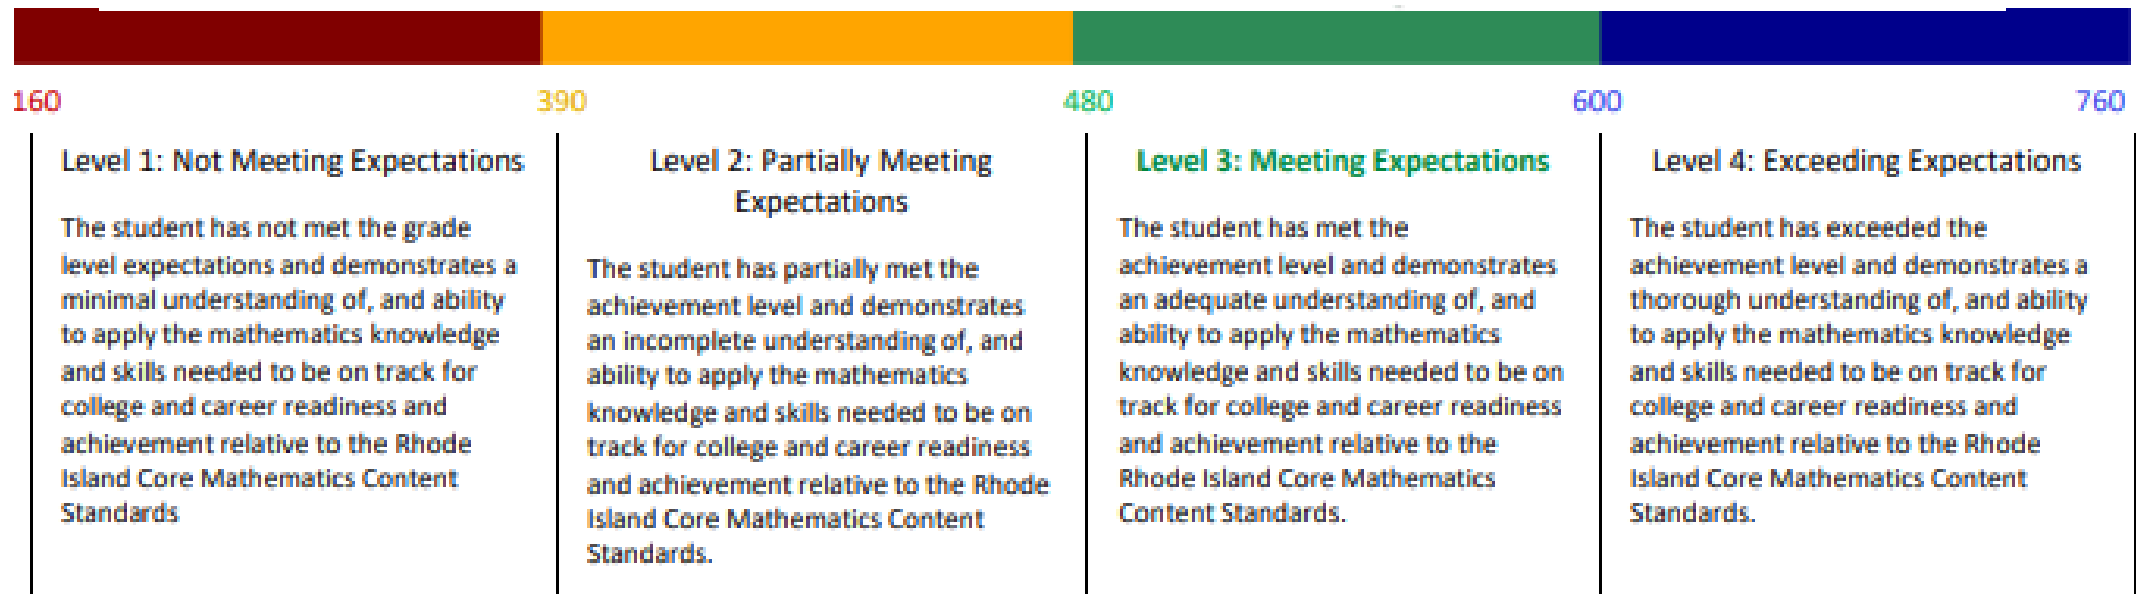 160
390
480
600
760
Level 1: Not Meeting Expectations
The student has not met the grade
level expectations and demonstrates a
minimal understanding of, and ability
to apply the mathematics knowledge
and skills needed to be on track for
college and career readiness and
achievement relative to the Rhode
Island Core Mathematics Content
Standards
Level 2: Partially Meeting
Expectations
The student has partially met the
achievement level and demonstrates
an incomplete understanding of, and
ability to apply the mathematics
knowledge and skills needed to be on
track for college and career readiness
and achievement relative to the Rhode
Island Core Mathematics Content
Standards.
Level 3: Meeting Expectations
The student has met the
achievement level and demonstrates
an adequate understanding of, and
ability to apply the mathematics
knowledge and skills needed to be on
track for college and career readiness
and achievement relative to the
Rhode Island Core Mathematics
Content Standards.
Level 4: Exceeding Expectations
The student has exceeded the
achievement level and demonstrates a
thorough understanding of, and ability
to apply the mathematics knowledge
and skills needed to be on track for
college and career readiness and
achievement relative to the Rhode
Island Core Mathematics Content
Standards.